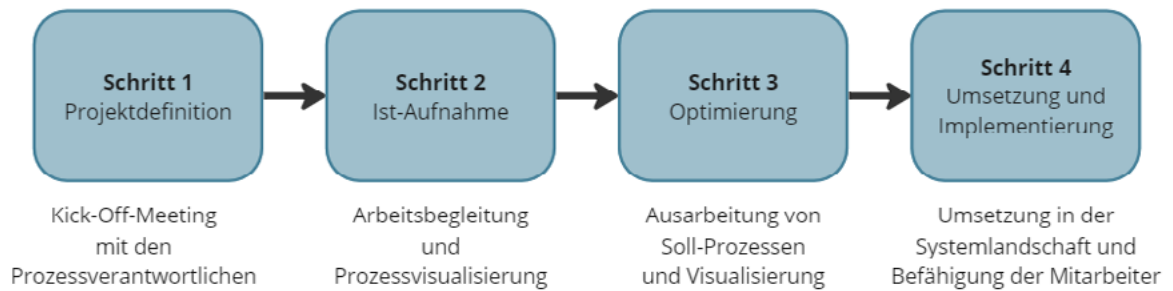 Schritt 1
Projektdefinition
Schritt 2
Ist-Aufnahme
Schritt 3
Optimierung
Schritt 4
Umsetzung und
Implementierung
Kick-Off-Meeting
mit den
Prozessverantwortlichen
Arbeitsbegleitung
und
Prozessvisualisierung
Ausarbeitung von
Soll-Prozessen
und Visualisierung
Umsetzung in der
Systemlandschaft und
Befähigung der Mitarbeiter